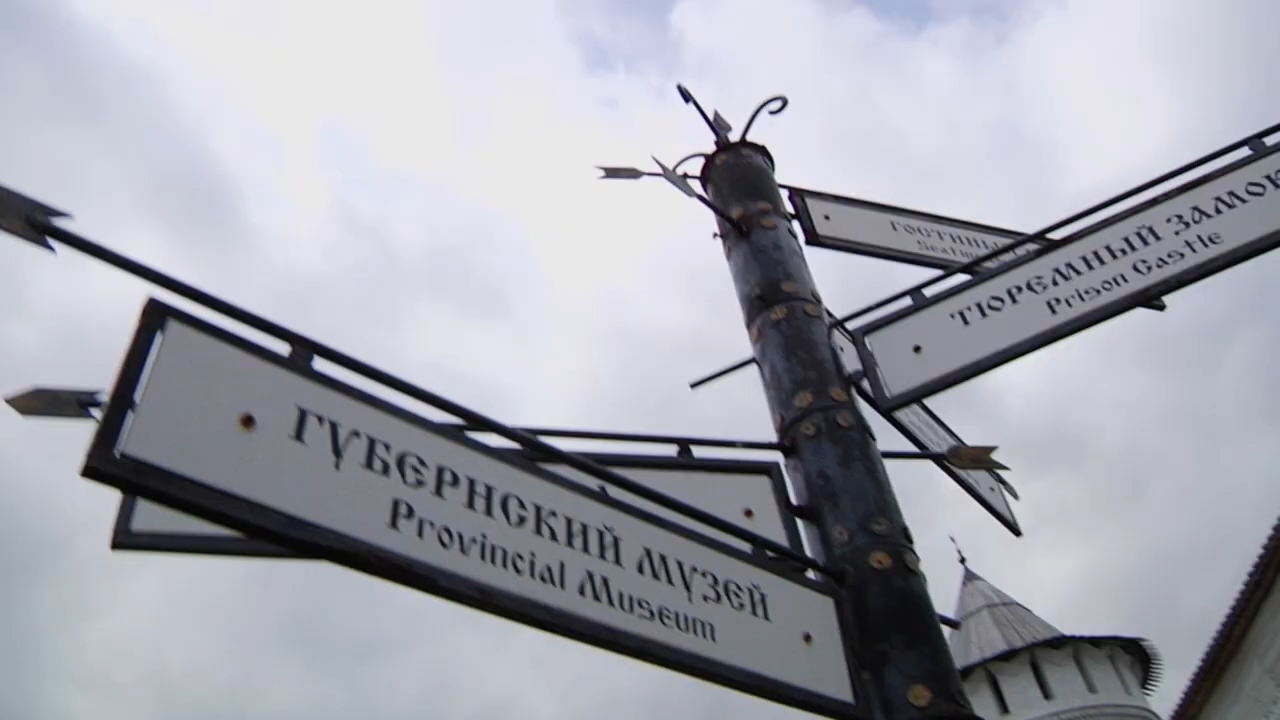 ГУБЕРНСКИЙ МУЗЕЙ
Provincial Museum
ТЮРЕМНЫЙ ЗАМОК
Prison Castle